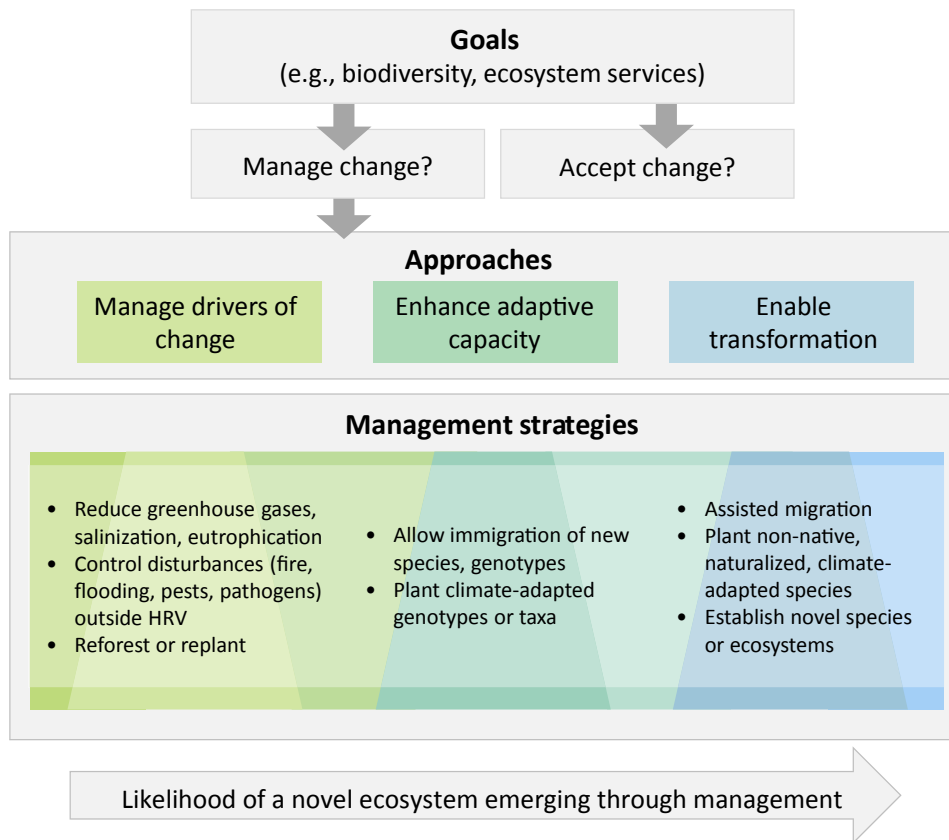 Goals
(e.g., biodiversity, ecosystem services)
Manage change?
Accept change?
Approaches
Manage drivers of
change
Enhance adaptive
capacity
Enable
transformation
Management strategies
• Reduce greenhouse gases,
salinization, eutrophication
• Control disturbances (fire,
flooding, pests, pathogens)
outside HRV
• Reforest or replant
• Allow immigration of new
species, genotypes
• Plant climate-adapted
genotypes or taxa
• Assisted migration
• Plant non-native,
naturalized, climate-
adapted species
• Establish novel species
or ecosystems
Likelihood of a novel ecosystem emerging through management